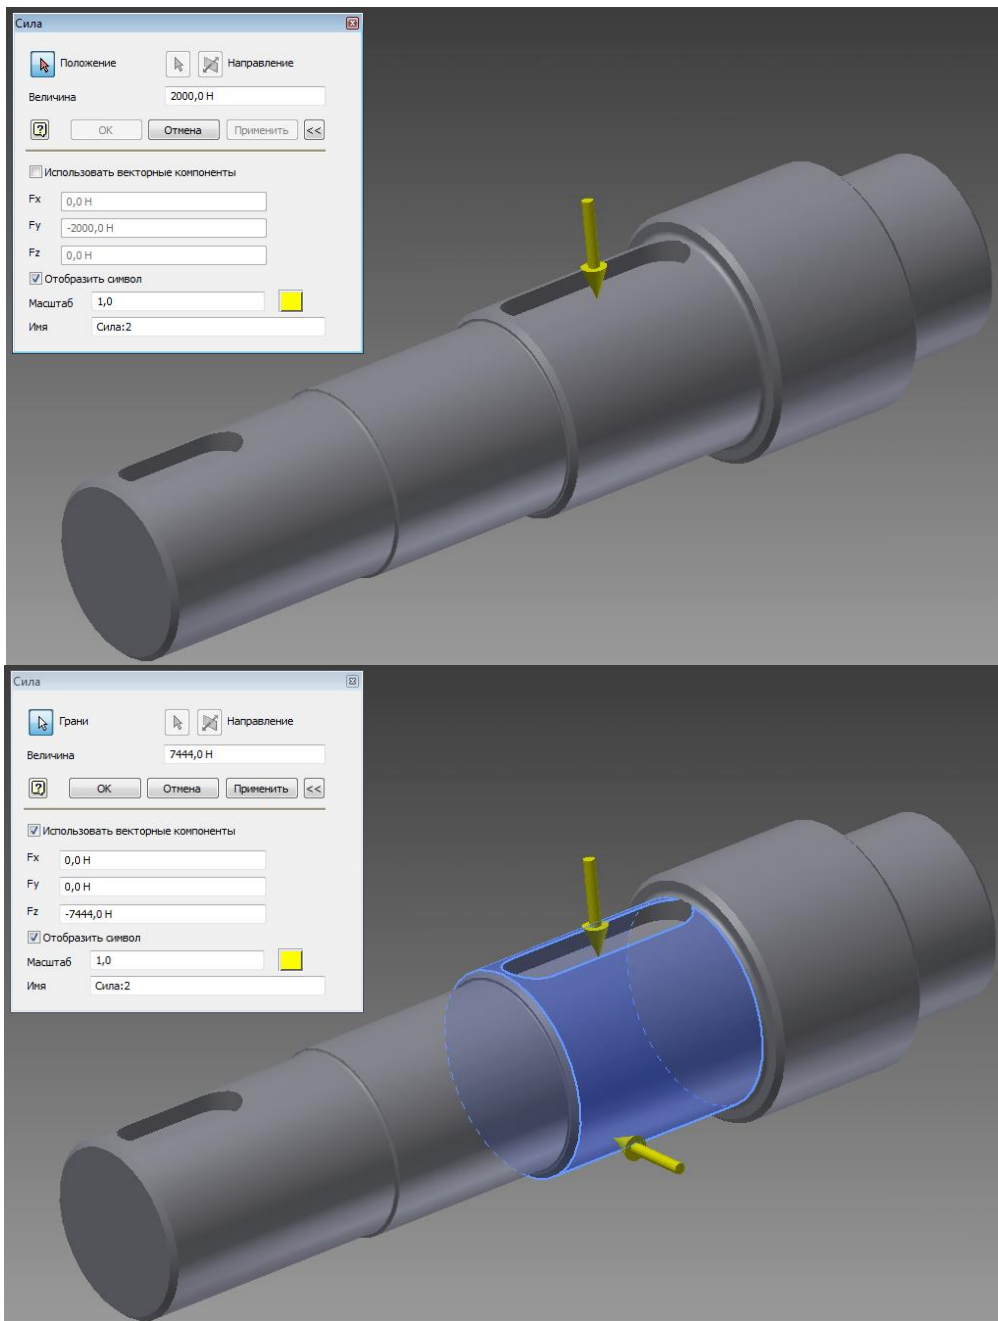 Сила
Положение Направление
Величина 2000,0 Н
OK Отмена Применить <<
Использовать векторные компоненты
Fx 0,0 Н
Fy -2000,0 Н
Fz 0,0 Н
Отобразить символ
Масштаб 1,0
Имя Сила:2
Сила
Грани Направление
Величина 7444,0 Н
OK Отмена Применить <<
Использовать векторные компоненты
Fx 0,0 Н
Fy 0,0 Н
Fz -7444,0 Н
Отобразить символ
Масштаб 1,0
Имя Сила:2